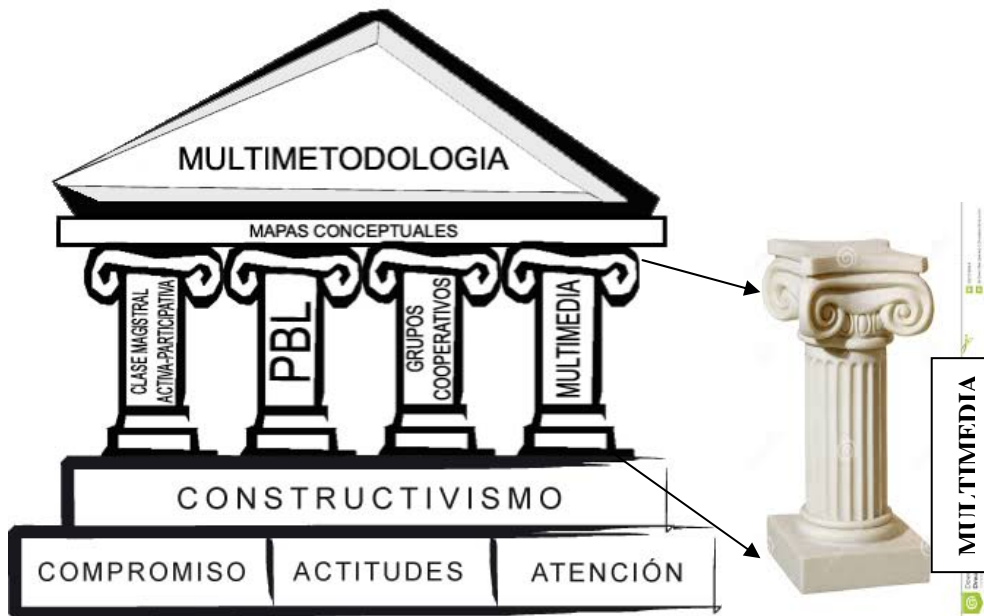 MULTIMETODOLOGIA
MAPAS CONCEPTUALES
CLASE MAGISTRAL
ACTIVA-PARTICIPATIVA
PBL
GRUPOS
COOPERATIVOS
MULTIMEDIA
CONSTRUCTIVISMO
COMPROMISO
ACTITUDES
ATENCIÓN
MULTIMEDIA